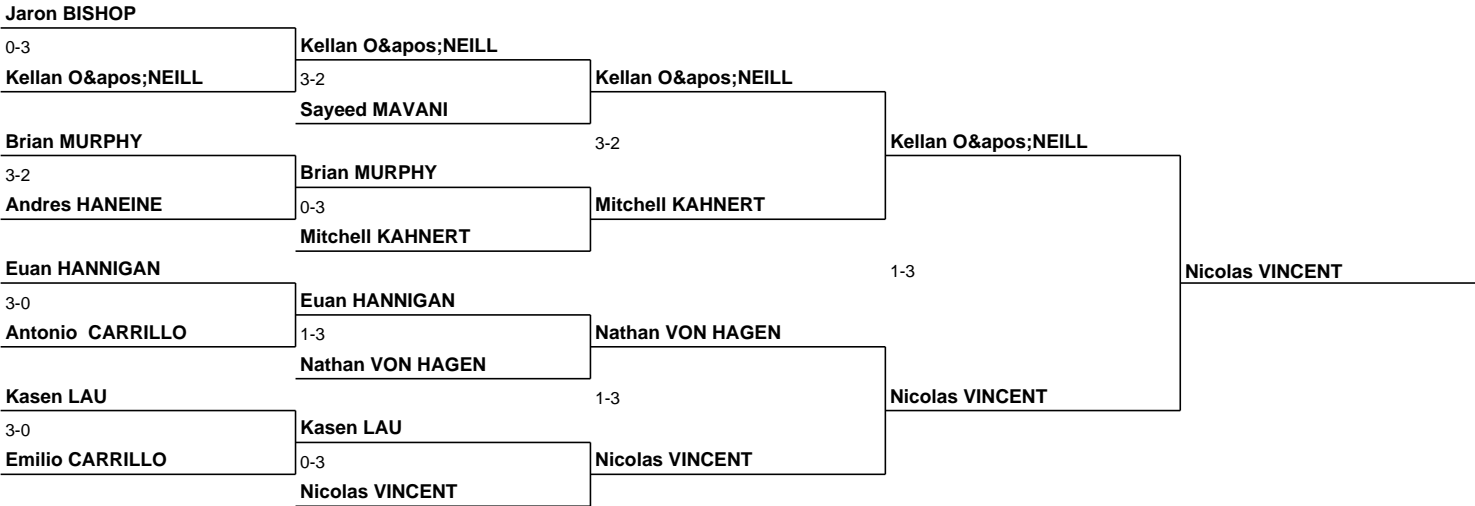 Jaron BISHOP
0-3
Kellan O&apos;NEILL
Kellan O&apos;NEILL
3-2
Kellan O&apos;NEILL
Sayeed MAVANI
Brian MURPHY
3-2
Kellan O&apos;NEILL
3-2
Brian MURPHY
Andres HANEINE
0-3
Mitchell KAHNERT
Mitchell KAHNERT
Euan HANNIGAN
1-3
Nicolas VINCENT
3-0
Euan HANNIGAN
Antonio  CARRILLO
1-3
Nathan VON HAGEN
Nathan VON HAGEN
Kasen LAU
1-3
Nicolas VINCENT
3-0
Kasen LAU
Emilio CARRILLO
0-3
Nicolas VINCENT
Nicolas VINCENT